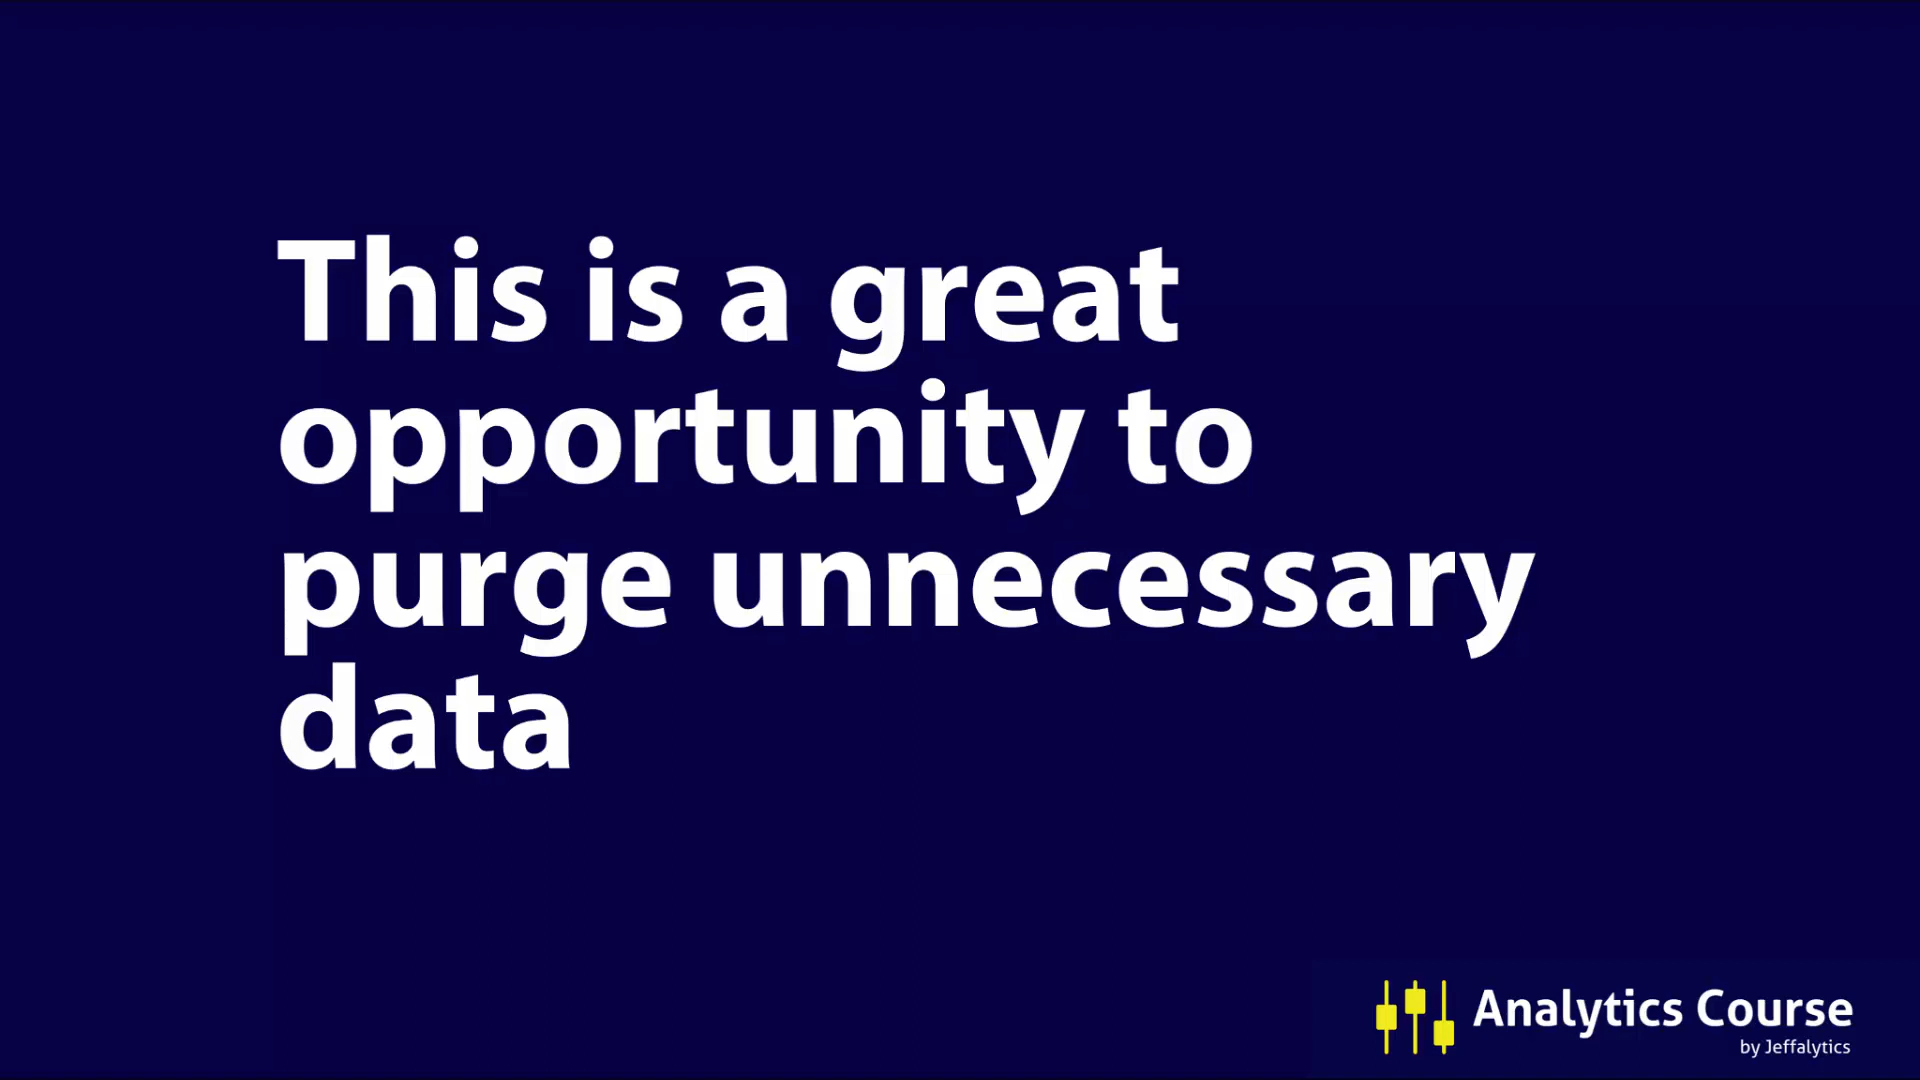 This is a great
opportunity to
purge unnecessary
data
Analytics Course
by Jeffalytics